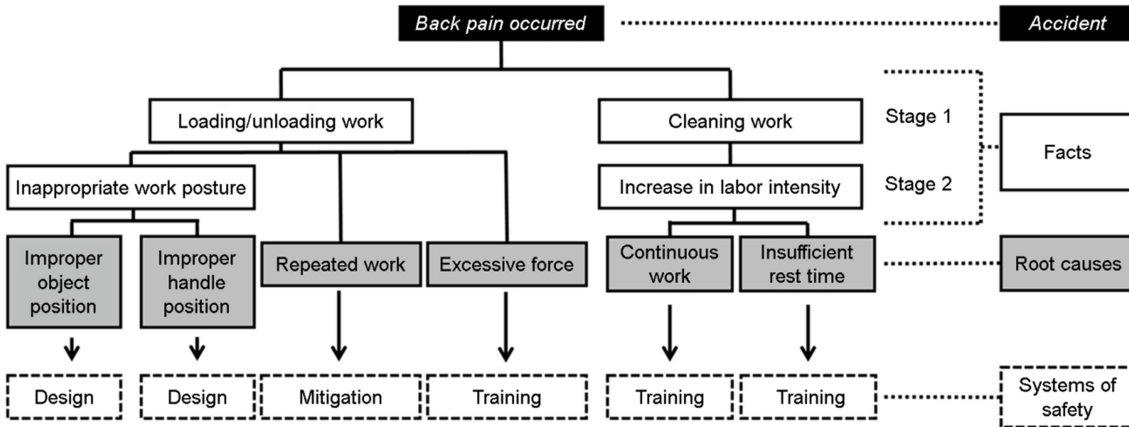 Back pain occurred
Accident
Loading/unloading work
Cleaning work
Stage 1
Facts
Inappropriate work posture
Increase in labor intensity
Stage 2
Improper
object
position
Improper
handle
position
Repeated work
Excessive force
Continuous
work
Insufficient
rest time
Root causes
Design
Design
Mitigation
Training
Training
Training
Systems of
safety